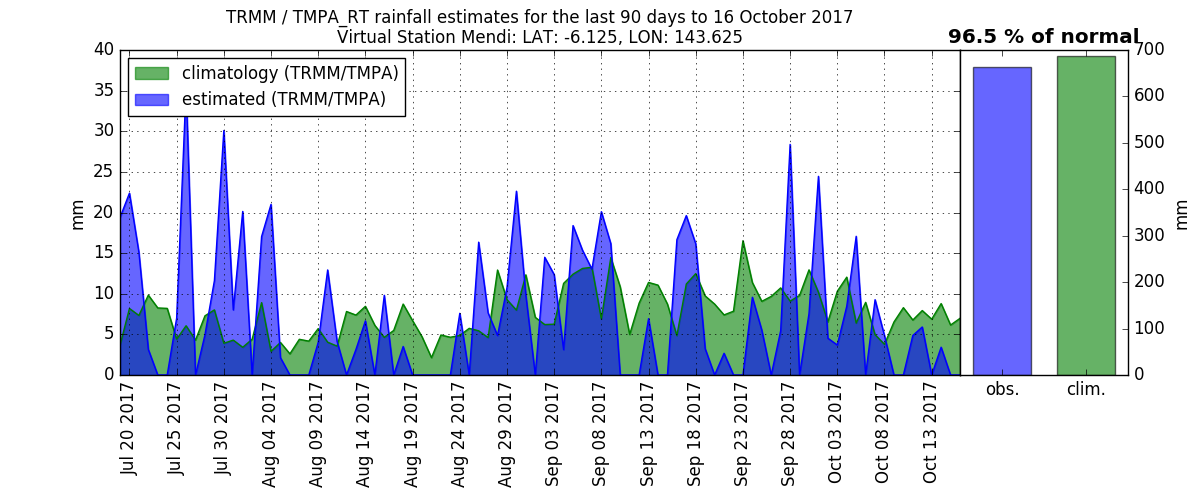 TRMM / TMPA_RT rainfall estimates for the last 90 days to 16 October 2017
Virtual Station Mendi: LAT: -6.125, LON: 143.625
96.5 % of normal
climatology (TRMM/TMPA)
estimated (TRMM/TMPA)
40
35
30
25
20
15
10
5
0
mm
Jul 20 2017
Jul 25 2017
Jul 30 2017
Aug 04 2017
Aug 09 2017
Aug 14 2017
Aug 19 2017
Aug 24 2017
Aug 29 2017
Sep 03 2017
Sep 08 2017
Sep 13 2017
Sep 18 2017
Sep 23 2017
Sep 28 2017
Oct 03 2017
Oct 08 2017
Oct 13 2017
obs.
clim.
700
600
500
400
300
200
100
0
mm